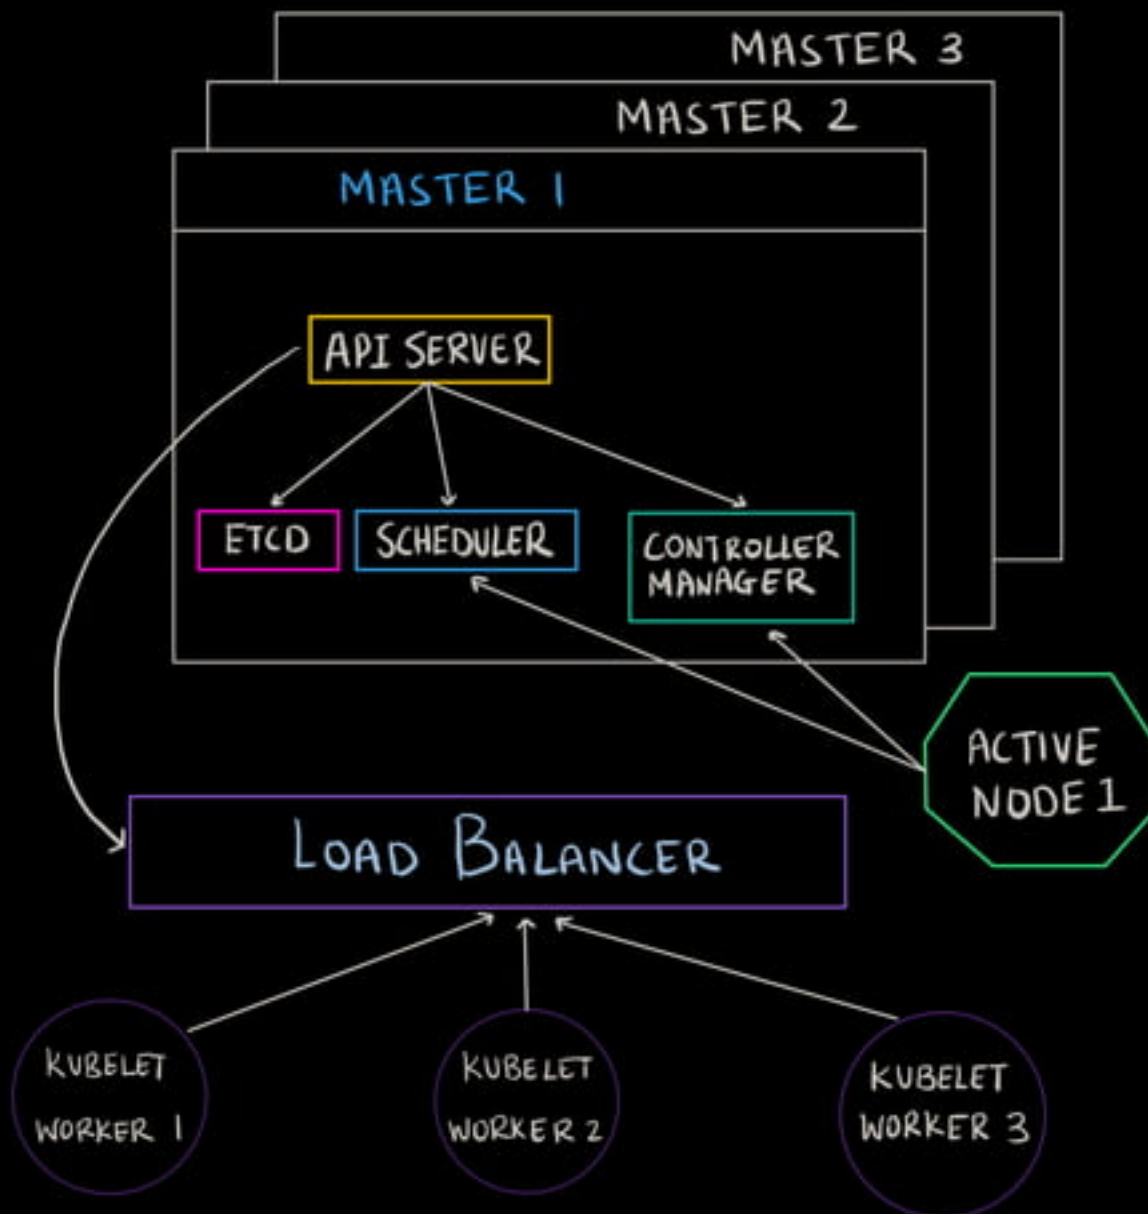 MASTER 3
MASTER 2
MASTER 1
API SERVER
ETCD
SCHEDULER
CONTROLLER
MANAGER
ACTIVE
NODE 1
LOAD BALANCER
KUBELET
WORKER 1
KUBELET
WORKER 2
KUBELET
WORKER 3